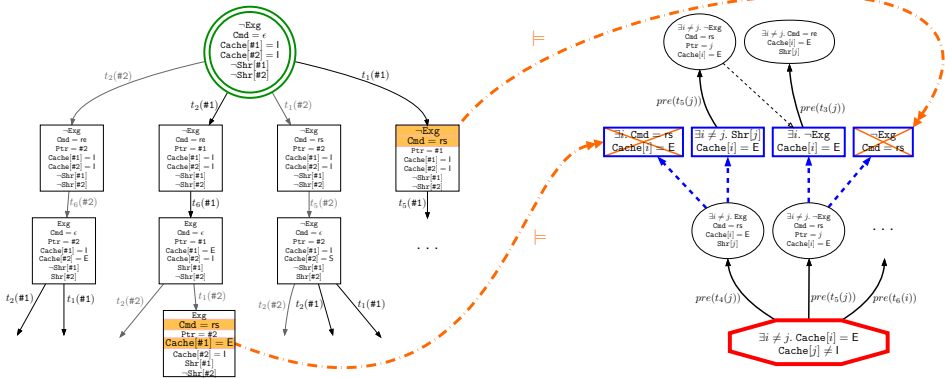 ¬Exg
Cmd = ϵ
Cache[#1] = I
Cache[#2] = I
¬Shr[#1]
¬Shr[#2]
t₂(#2)
t₂(#1)
t₁(#2)
t₁(#1)
¬Exg
Cmd = re
Ptr = #2
Cache[#1] = I
Cache[#2] = I
¬Shr[#1]
¬Shr[#2]
¬Exg
Cmd = re
Ptr = #1
Cache[#1] = I
Cache[#2] = I
¬Shr[#1]
¬Shr[#2]
¬Exg
Cmd = rs
Ptr = #2
Cache[#1] = I
Cache[#2] = I
¬Shr[#1]
¬Shr[#2]
¬Exg
Cmd = rs
Ptr = #1
Cache[#1] = I
Cache[#2] = I
¬Shr[#1]
¬Shr[#2]
t₆(#2)
t₆(#1)
t₅(#2)
t₅(#1)
Exg
Cmd = ϵ
Ptr = #2
Cache[#1] = I
Cache[#2] = E
¬Shr[#1]
Shr[#2]
Exg
Cmd = ϵ
Ptr = #1
Cache[#1] = E
Cache[#2] = I
Shr[#1]
¬Shr[#2]
¬Exg
Cmd = ϵ
Ptr = #2
Cache[#1] = I
Cache[#2] = S
¬Shr[#1]
Shr[#2]
. . .
t₂(#1)
t₁(#1)
t₂(#2)
t₁(#2)
t₂(#2)
t₂(#1)
t₁(#1)
Exg
Cmd = rs
Ptr = #2
Cache[#1] = E
Cache[#2] = I
Shr[#1]
¬Shr[#2]
⊨
⊨
∃i ≠ j. ¬Exg
Cmd = rs
Ptr = j
Cache[i] = E
∃i ≠ j. Cmd = re
Cache[i] = E
Shr[j]
pre(t₅(j))
pre(t₃(j))
∃i. Cmd = rs
Cache[i] = E
∃i ≠ j. Shr[j]
Cache[i] = E
∃i. ¬Exg
Cache[i] = E
¬Exg
Cmd = rs
∃i ≠ j. Exg
Cmd = rs
Cache[i] = E
Shr[j]
∃i ≠ j. ¬Exg
Cmd = rs
Ptr = j
Cache[i] = E
. . .
pre(t₄(j))
pre(t₅(j))
pre(t₆(i))
∃i ≠ j. Cache[i] = E
Cache[j] ≠ I